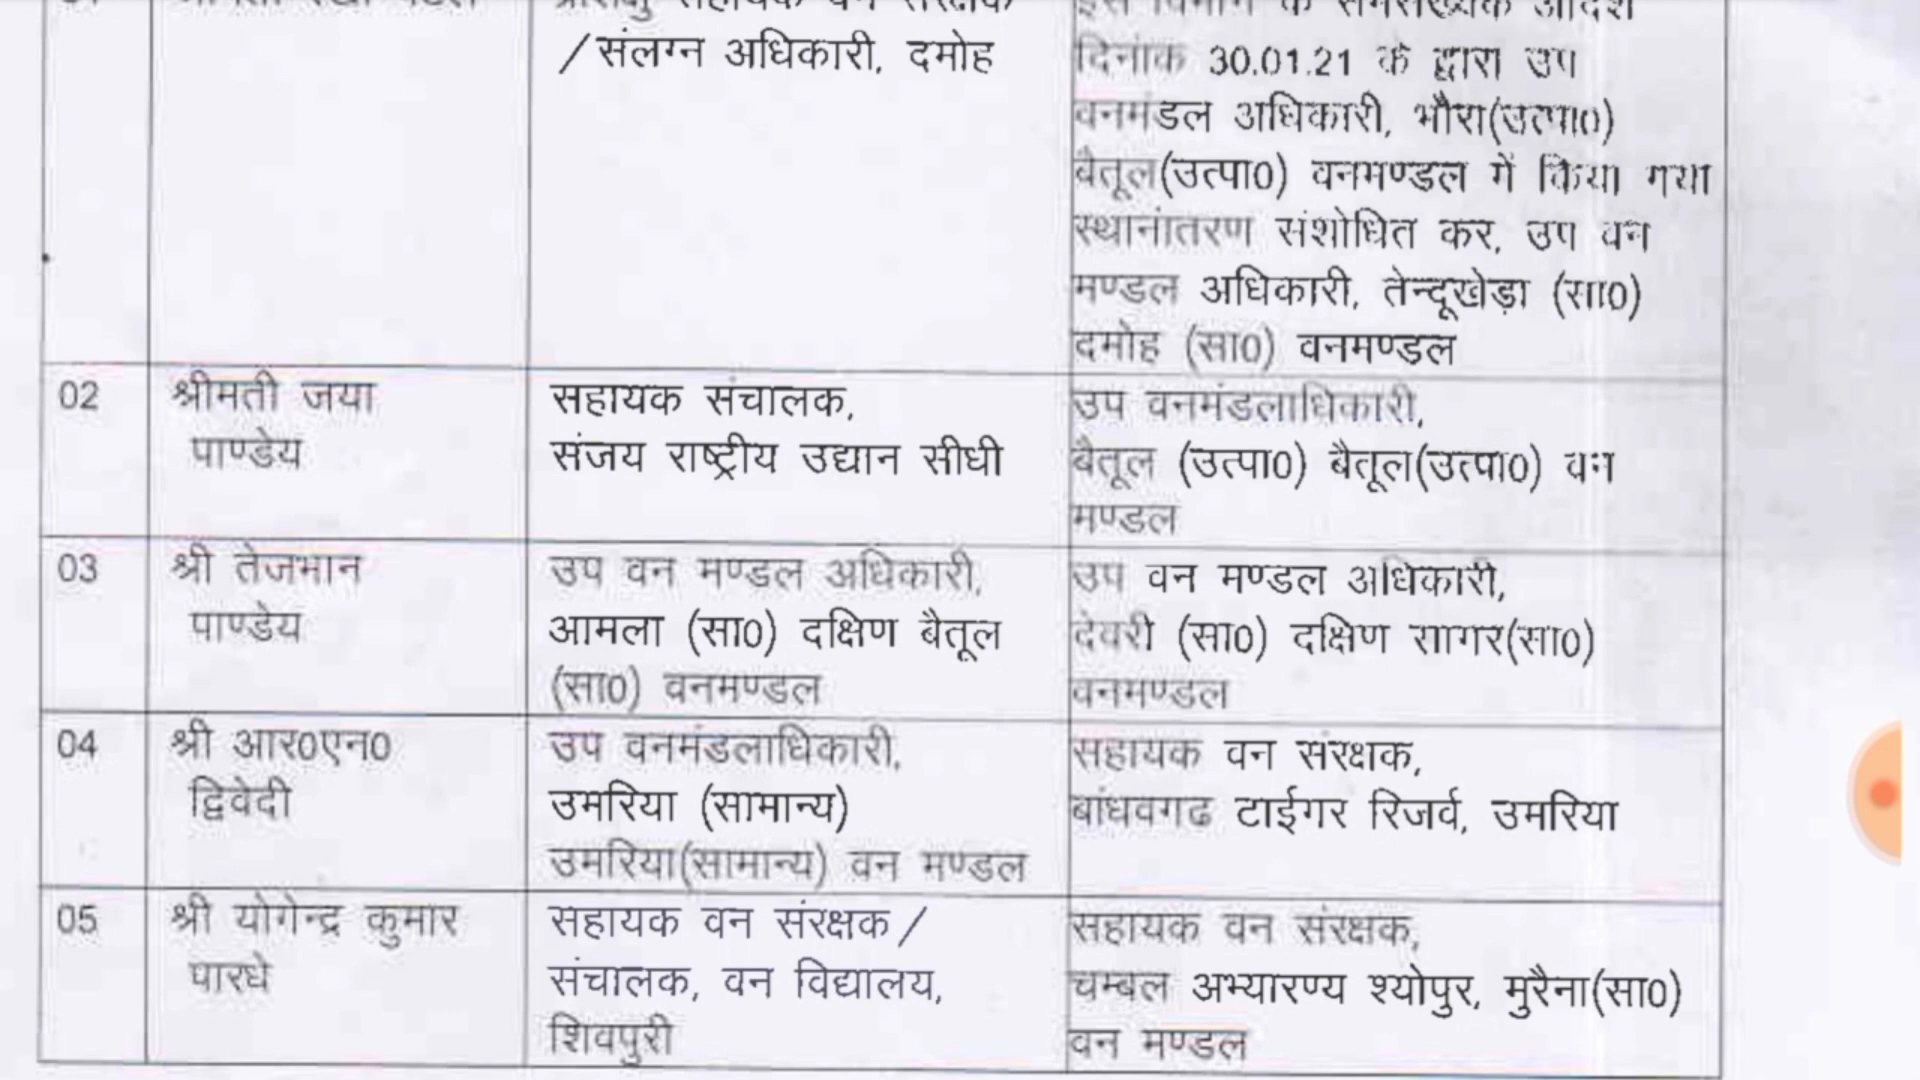 /संलग्न अधिकारी, दमोह
दिनांक 30.01.21 के द्वारा उप
वनमंडल अधिकारी, भौरा(उत्पा0)
बैतूल(उत्पा0) वनमण्डल में किया गया
स्थानांतरण संशोधित कर, उप वन
मण्डल अधिकारी, तेन्दूखेड़ा (सा0)
दमोह (सा0) वनमण्डल
02
श्रीमती जया
पाण्डेय
सहायक संचालक,
संजय राष्ट्रीय उद्यान सीधी
उप वनमंडलाधिकारी,
बैतूल (उत्पा0) बैतूल(उत्पा0) वन
मण्डल
03
श्री तेजभान
पाण्डेय
उप वन मण्डल अधिकारी,
आमला (सा0) दक्षिण बैतूल
(सा0) वनमण्डल
उप वन मण्डल अधिकारी,
देवरी (सा0) दक्षिण सागर(सा0)
वनमण्डल
04
श्री आर0एन0
द्विवेदी
उप वनमंडलाधिकारी,
उमरिया (सामान्य)
उमरिया(सामान्य) वन मण्डल
सहायक वन संरक्षक,
बांधवगढ टाईगर रिजर्व, उमरिया
05
श्री योगेन्द्र कुमार
पारधे
सहायक वन संरक्षक/
संचालक, वन विद्यालय,
शिवपुरी
सहायक वन संरक्षक,
चम्बल अभ्यारण्य श्योपुर, मुरैना(सा0)
वन मण्डल